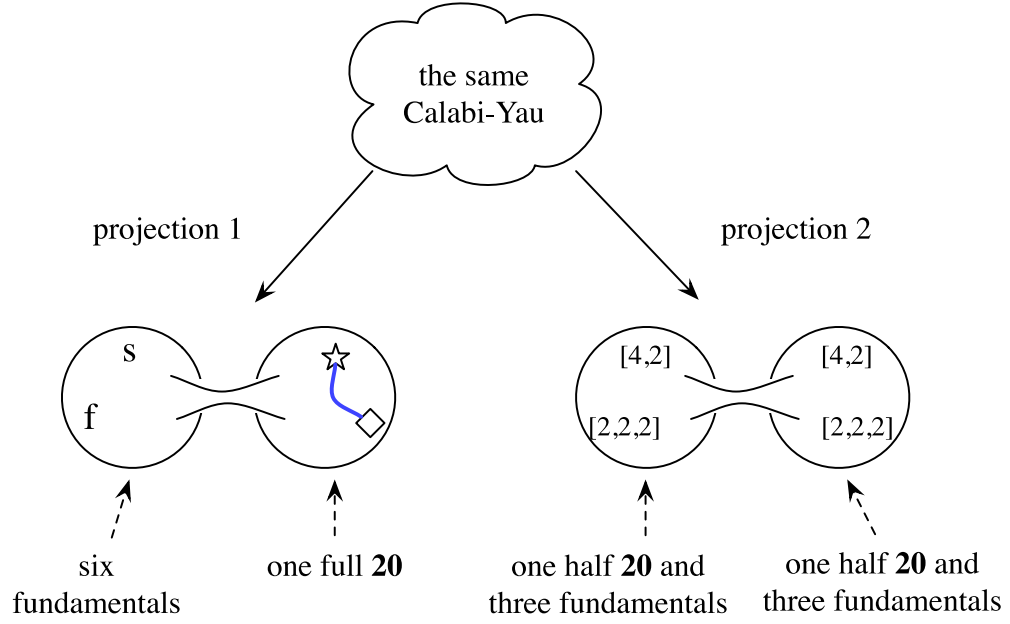 the same
Calabi-Yau
projection 1
projection 2
s
f
[4,2]
[2,2,2]
[4,2]
[2,2,2]
six
fundamentals
one full 20
one half 20 and
three fundamentals
one half 20 and
three fundamentals